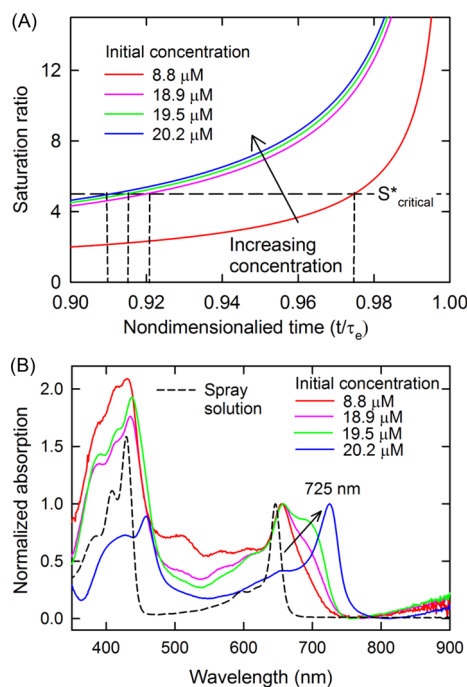 (A)
Initial concentration
8.8 μM
18.9 μM
19.5 μM
20.2 μM
S*critical
Increasing
concentration
Saturation ratio
0
4
8
12
0.90
0.92
0.94
0.96
0.98
1.00
Nondimensionalied time (t/τe)
(B)
Spray
solution
Initial concentration
8.8 μM
18.9 μM
19.5 μM
20.2 μM
725 nm
Normalized absorption
0.0
0.5
1.0
1.5
2.0
400
500
600
700
800
900
Wavelength (nm)